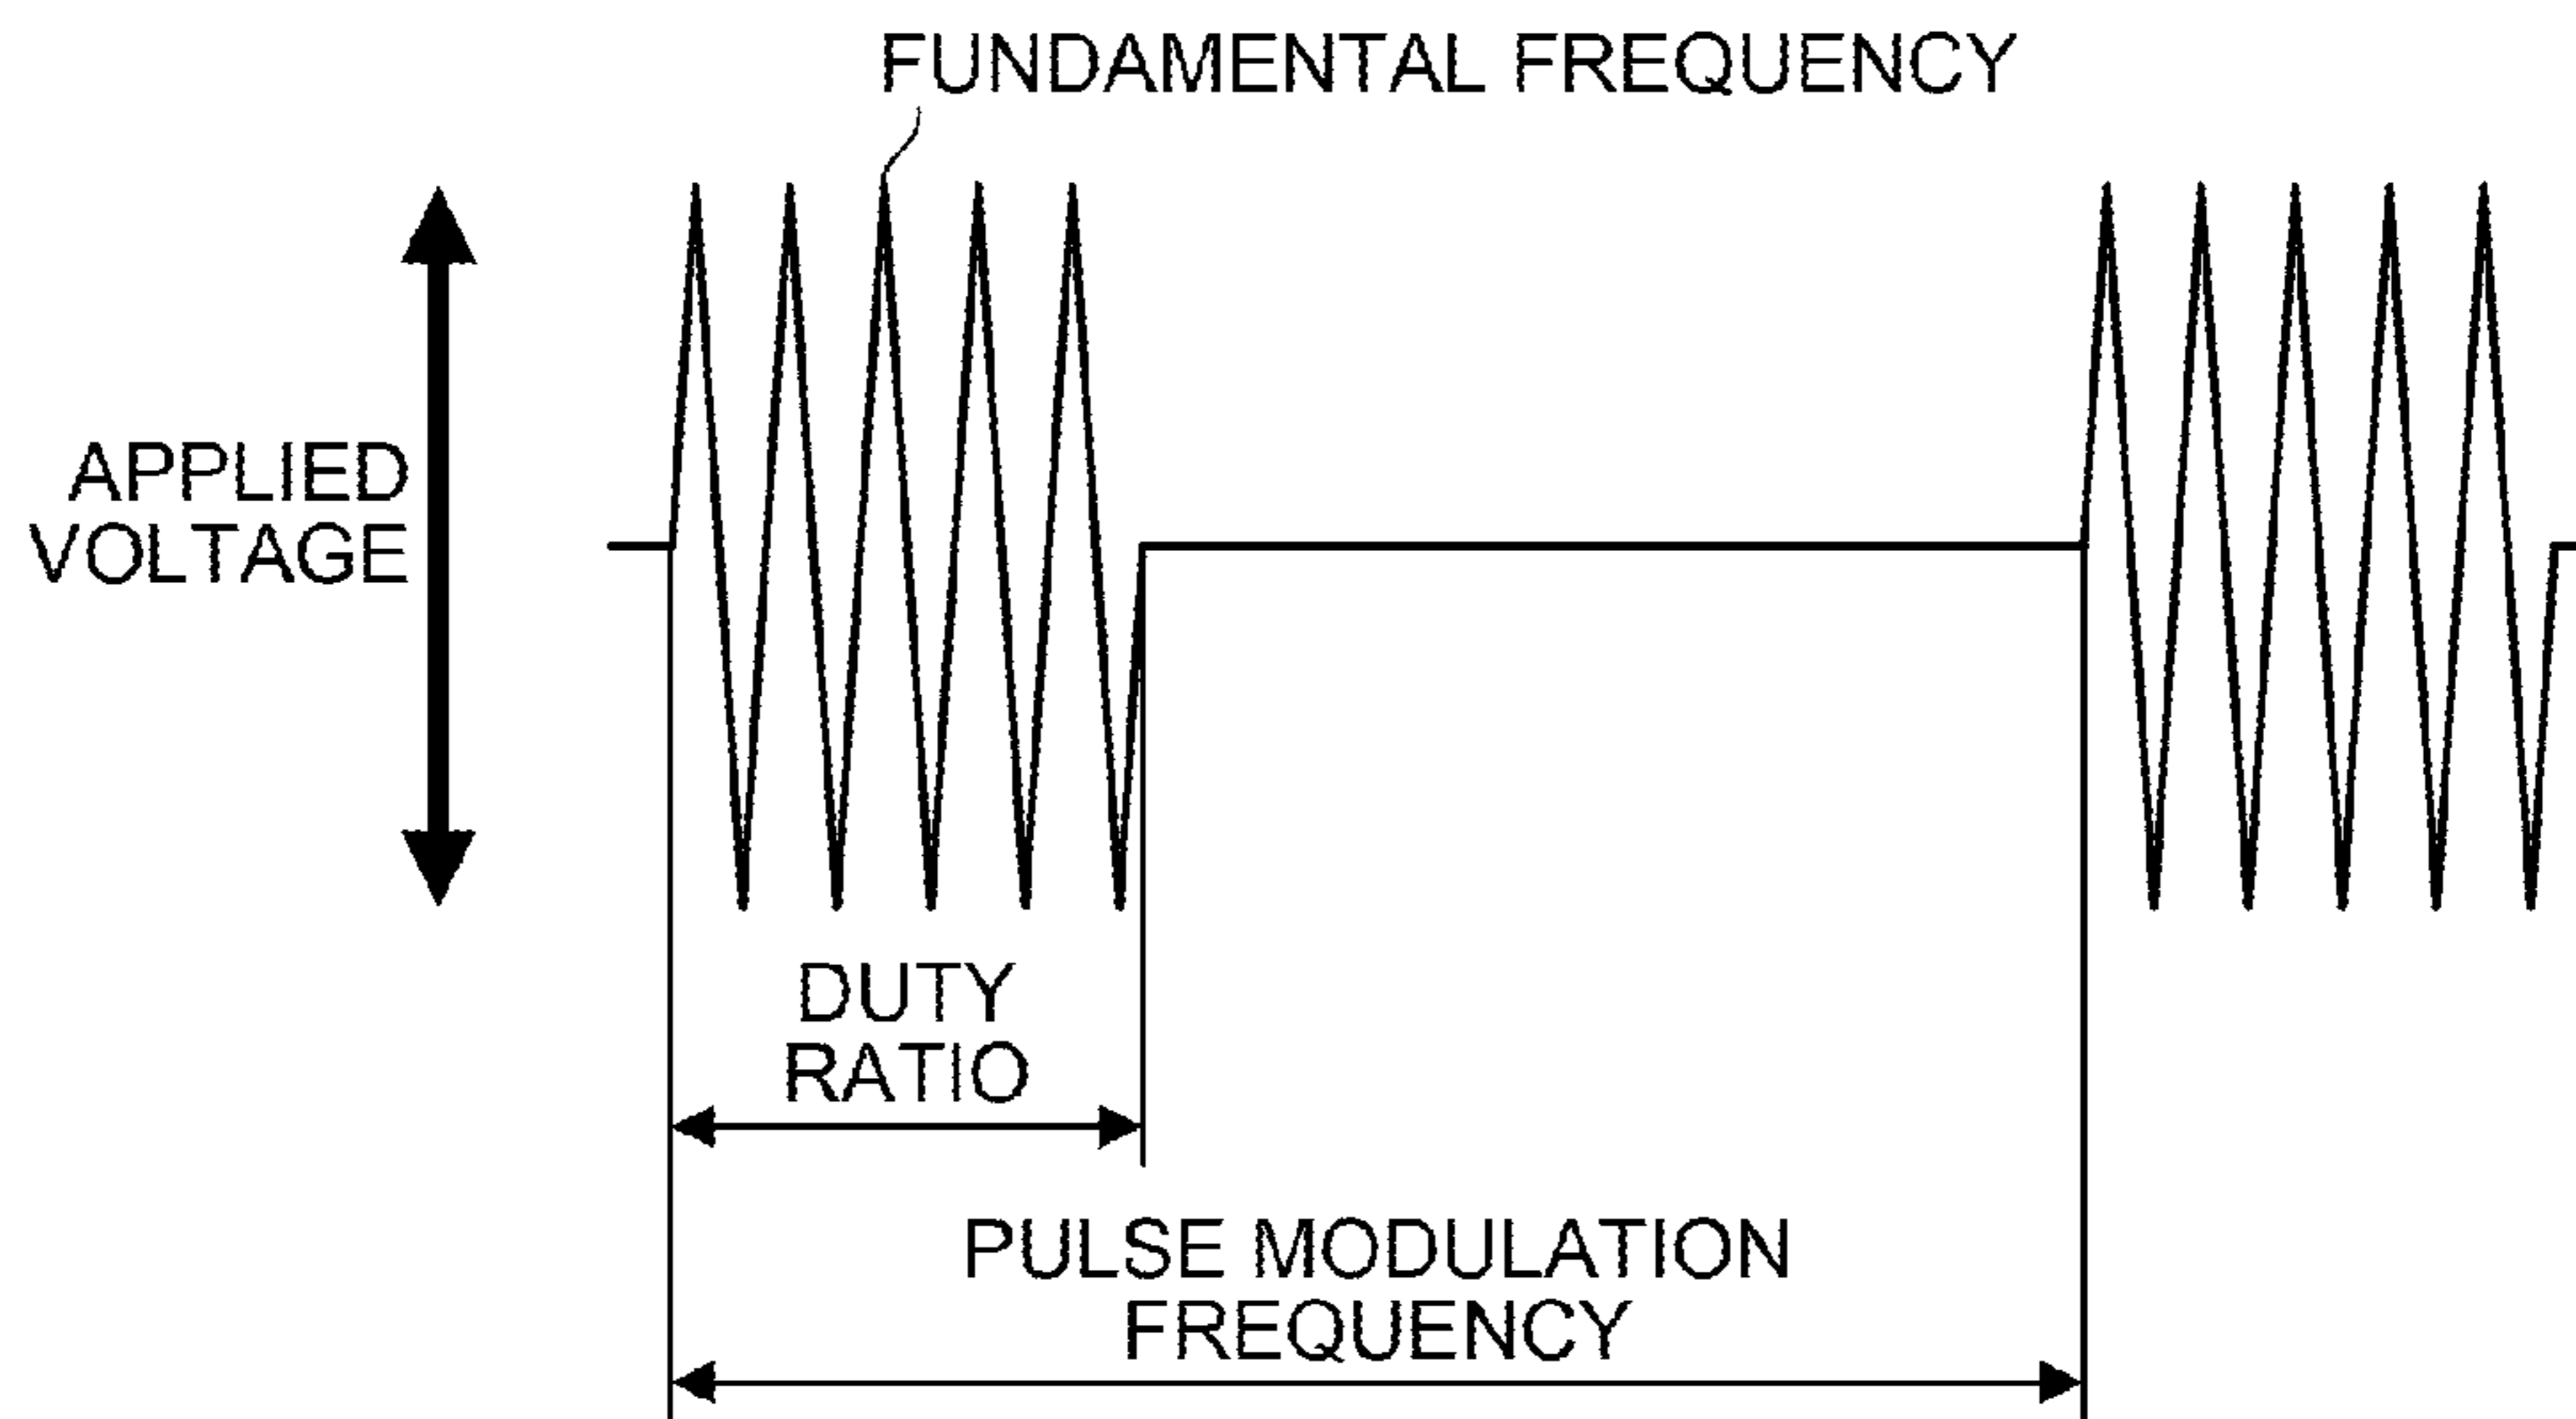 FUNDAMENTAL FREQUENCY
APPLIED
VOLTAGE
DUTY
RATIO
PULSE MODULATION
FREQUENCY